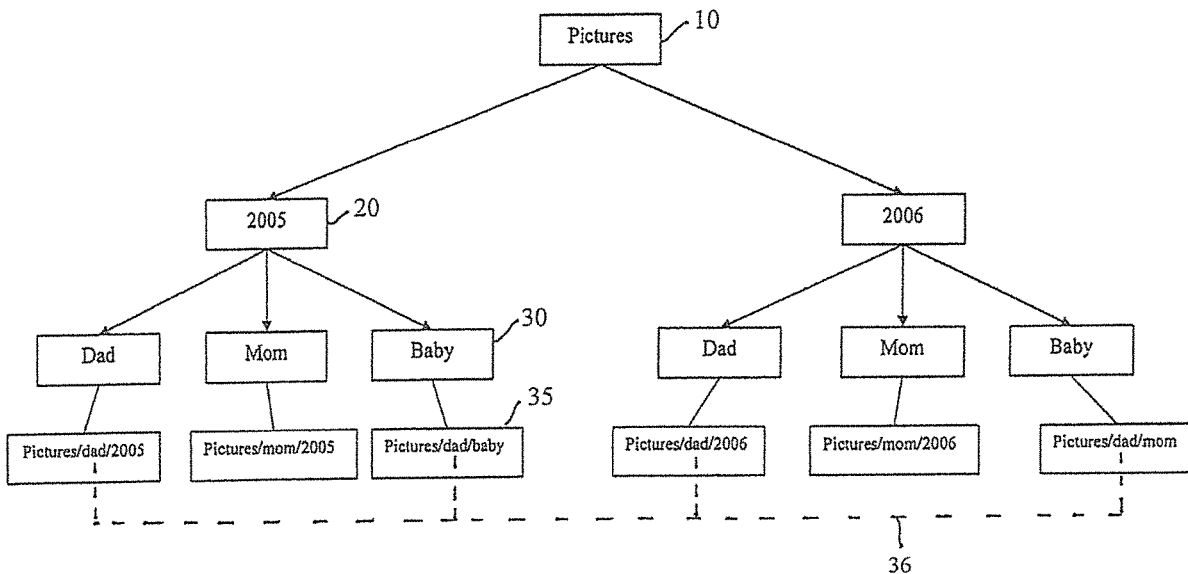 Pictures
10
2005
20
2006
Dad
Mom
Baby
30
Dad
Mom
Baby
35
Pictures/dad/2005
Pictures/mom/2005
Pictures/dad/baby
Pictures/dad/2006
Pictures/mom/2006
Pictures/dad/mom
36